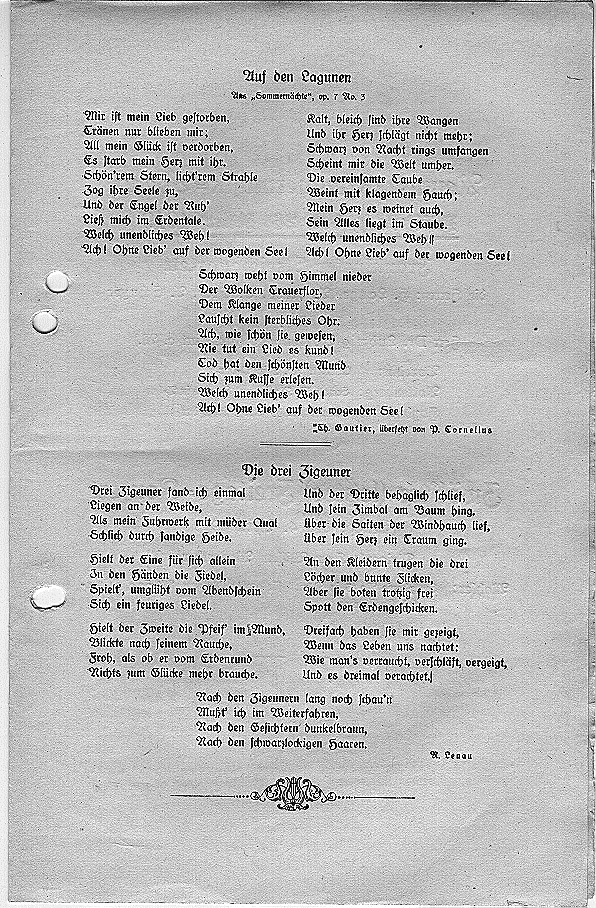 Auf den Lagunen
Aus „Sommernächte", op. 7 No. 3
Mir ist mein Lieb gestorben,
Tränen nur blieben mir;
All mein Glück ist verdorben,
Es starb mein Herz mit ihr.
Schön'rem Stern, licht'rem Strahle
Zog ihre Seele zu,
Und der Engel der Ruh'
Ließ mich im Erdentale.
Welch unendliches Weh!
Ach! Ohne Lieb' auf der wogenden See!
Kalt, bleich sind ihre Wangen
Und ihr Herz schlägt nicht mehr;
Schwarz von Nacht rings umfangen
Scheint mir die Welt umher.
Die vereinsamte Taube
Weint mit klagendem Hauch;
Mein Herz es weinet auch,
Sein Alles liegt im Staube.
Welch unendliches Weh!!
Ach! Ohne Lieb' auf der wogenden See!
Schwarz weht vom Himmel nieder
Der Wolken Trauerflor,
Dem Klange meiner Lieder
Lauscht kein sterbliches Ohr.
Ach, wie schön sie gewesen,
Nie tut ein Lied es kund!
Tod hat den schönsten Mund
Sich zum Kusse erlesen.
Welch unendliches Weh!
Ach! Ohne Lieb' auf der wogenden See!
Th. Gautier, übersetzt von P. Cornelius
Die drei Zigeuner
Drei Zigeuner fand ich einmal
Liegen an der Weide,
Als mein Fuhrwerk mit müder Qual
Schlich durch sandige Heide.
Hielt der Eine für sich allein
In den Händen die Fiedel,
Spielt', umglüht vom Abendschein
Sich ein feuriges Liedel.
Hielt der Zweite die Pfeif' im Mund,
Blickte nach seinem Rauche,
Froh, als ob er vom Erdenrund
Nichts zum Glücke mehr brauche.
Und der Dritte behaglich schlief,
Und sein Zimbal am Baum hing.
Über die Saiten der Windhauch lief,
Über sein Herz ein Traum ging.
An den Kleidern trugen die drei
Löcher und bunte Flicken,
Aber sie boten trotzig frei
Spott den Erdengeschicken.
Dreifach haben sie mir gezeigt,
Wenn das Leben uns nachtet:
Wie man's verraucht, verschläft, vergeigt,
Und es dreimal verachtet.
Nach den Zigeunern lang noch schau'n
Mußt' ich im Weiterfahren,
Nach den Gesichtern dunkelbraun,
Nach den schwarzlockigen Haaren.
N. Lenau